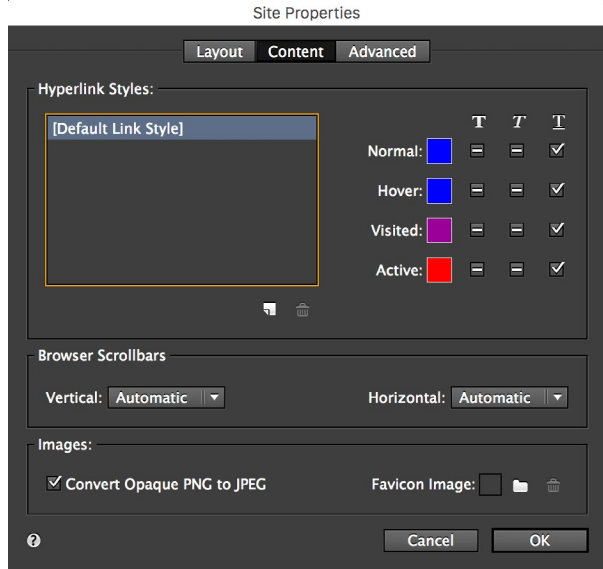 Site Properties
Layout Content Advanced
Hyperlink Styles:
[Default Link Style]
T T T
Normal:
Hover:
Visited:
Active:
Browser Scrollbars
Vertical: Automatic Horizontal: Automatic
Images:
Convert Opaque PNG to JPEG Favicon Image:
? Cancel OK